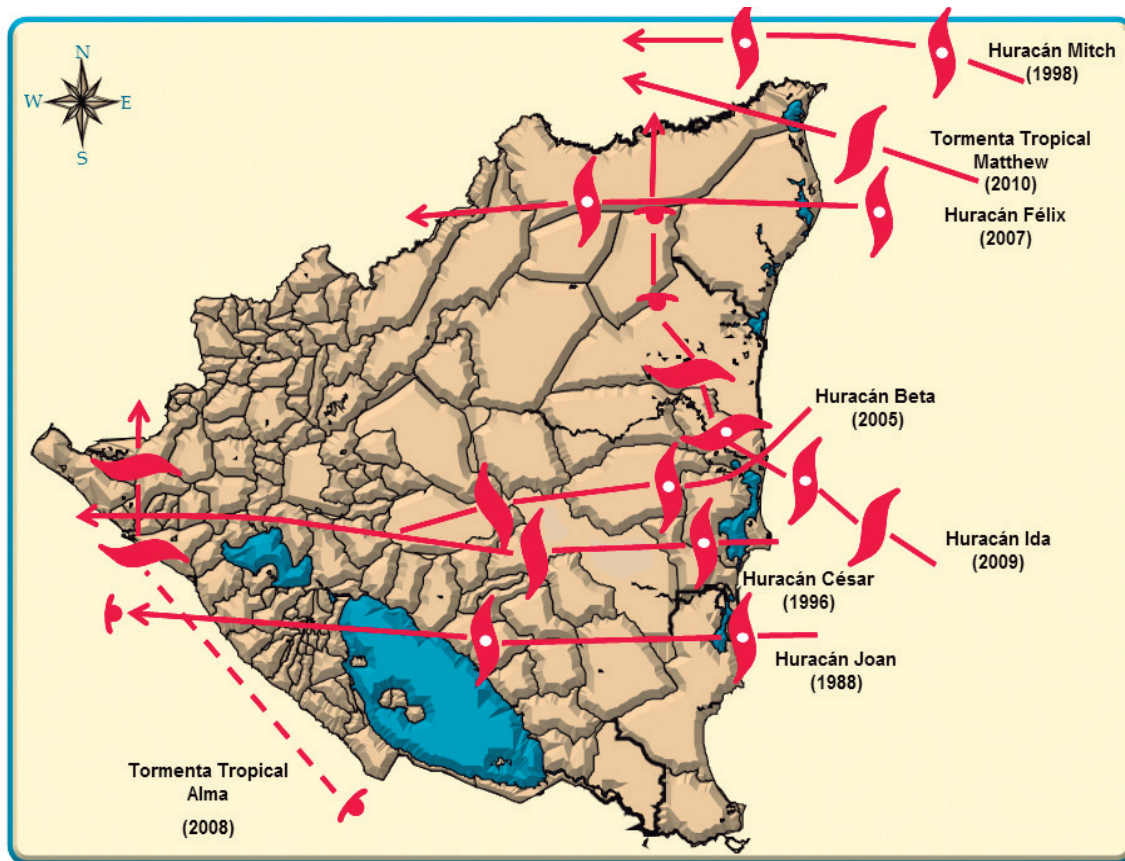 N
W E
S
Huracán Mitch
(1998)
Tormenta Tropical
Matthew
(2010)
Huracán Félix
(2007)
Huracán Beta
(2005)
Huracán Ida
(2009)
Huracán César
(1996)
Huracán Joan
(1988)
Tormenta Tropical
Alma
(2008)